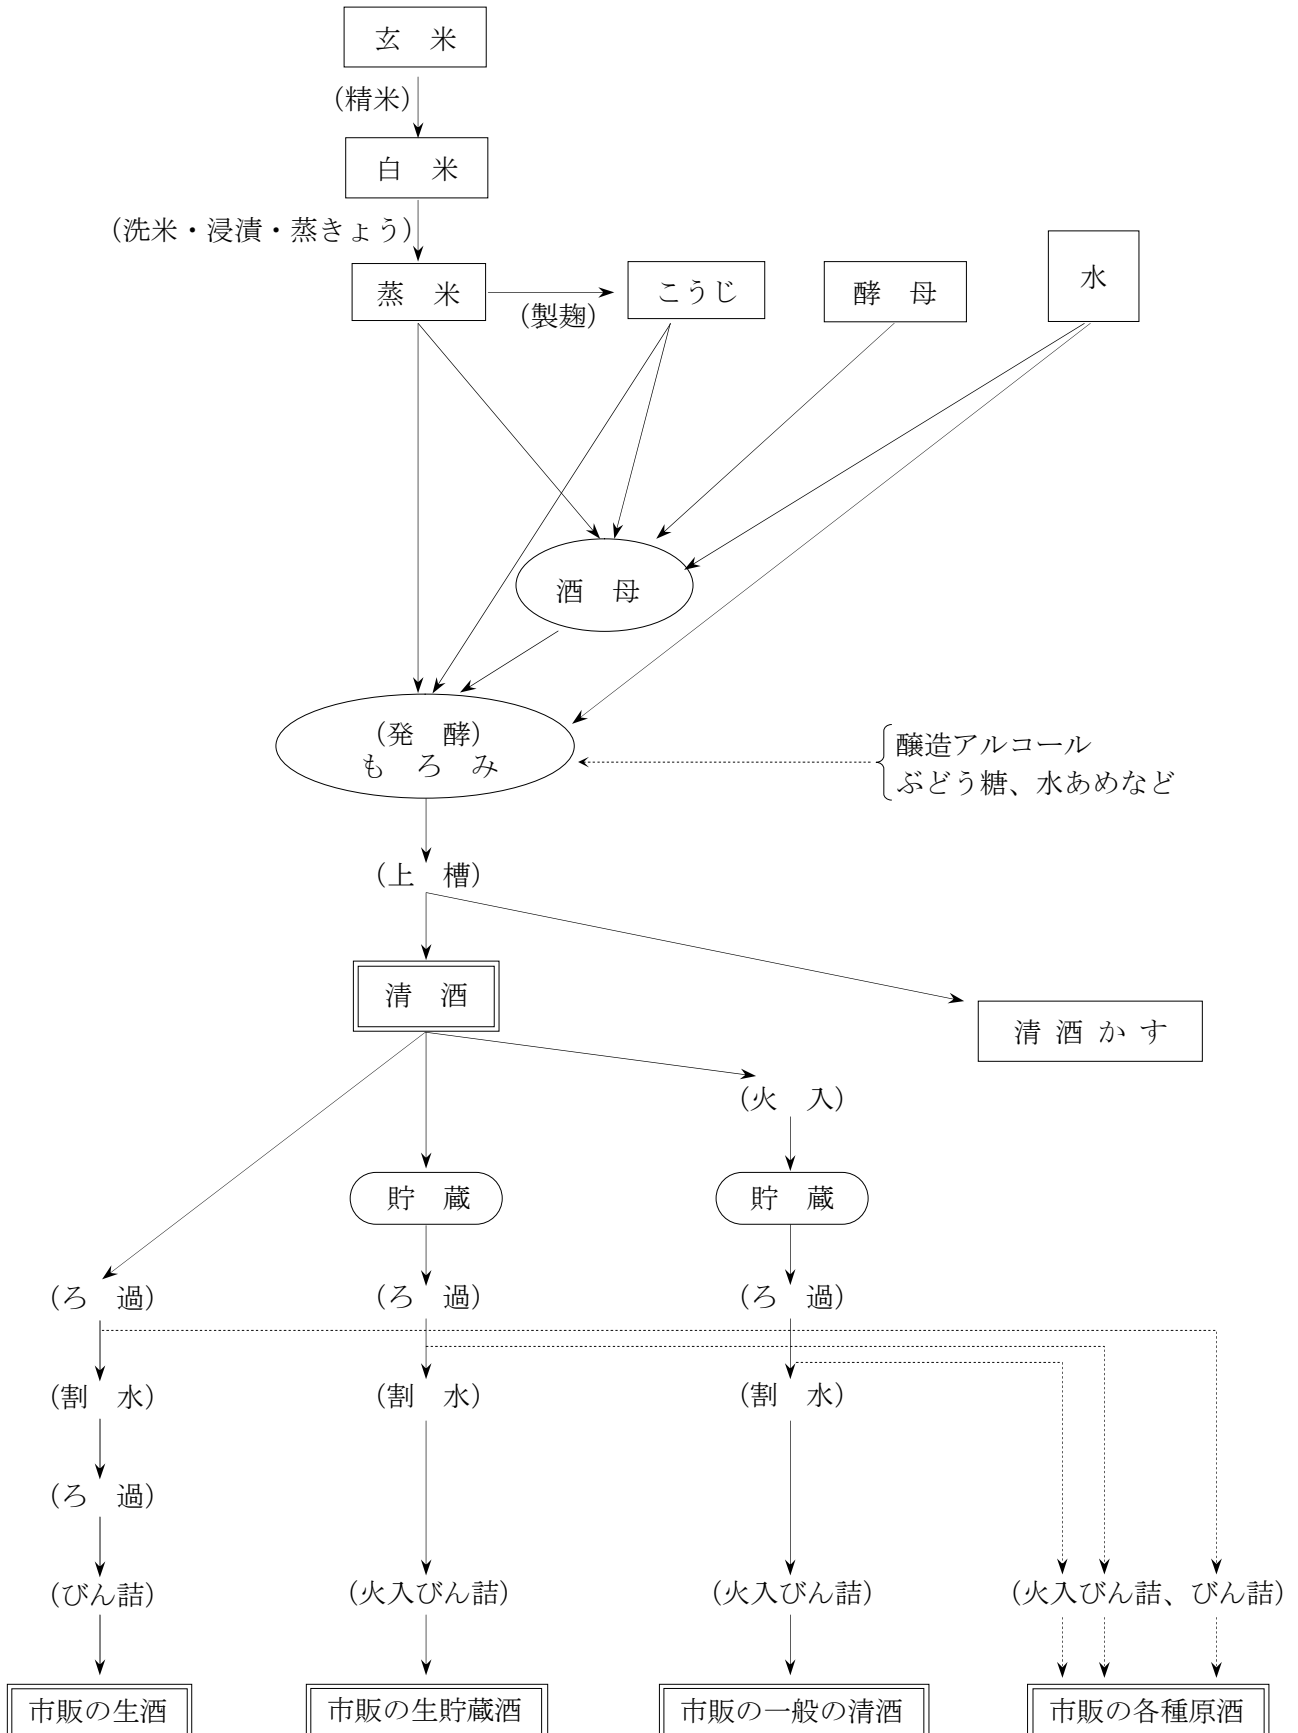 玄　米
(精米)
白　米
(洗米・浸漬・蒸きょう)
蒸　米
(製麹)
こうじ
酵　母
水
酒　母
(発　酵)
も　ろ　み
醸造アルコール
ぶどう糖、水あめなど
(上　槽)
清　酒
清 酒 か す
(火　入)
貯　蔵
貯　蔵
(ろ　過)
(ろ　過)
(ろ　過)
(割　水)
(割　水)
(割　水)
(ろ　過)
(びん詰)
(火入びん詰)
(火入びん詰)
(火入びん詰、びん詰)
市販の生酒
市販の生貯蔵酒
市販の一般の清酒
市販の各種原酒